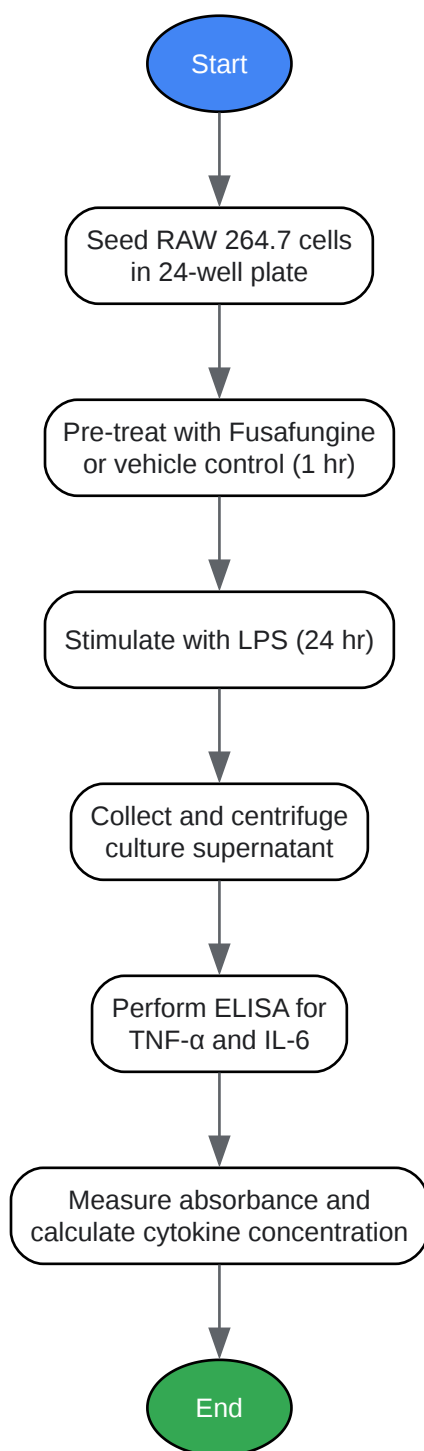 Start
Seed RAW 264.7 cells
in 24-well plate
Pre-treat with Fusafungine
or vehicle control (1 hr)
Stimulate with LPS (24 hr)
Collect and centrifuge
culture supernatant
Perform ELISA for
TNF-α and IL-6
Measure absorbance and
calculate cytokine concentration
End